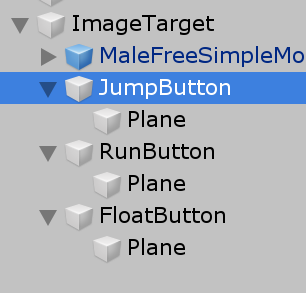 ImageTarget
MaleFreeSimpleMo
JumpButton
Plane
RunButton
Plane
FloatButton
Plane